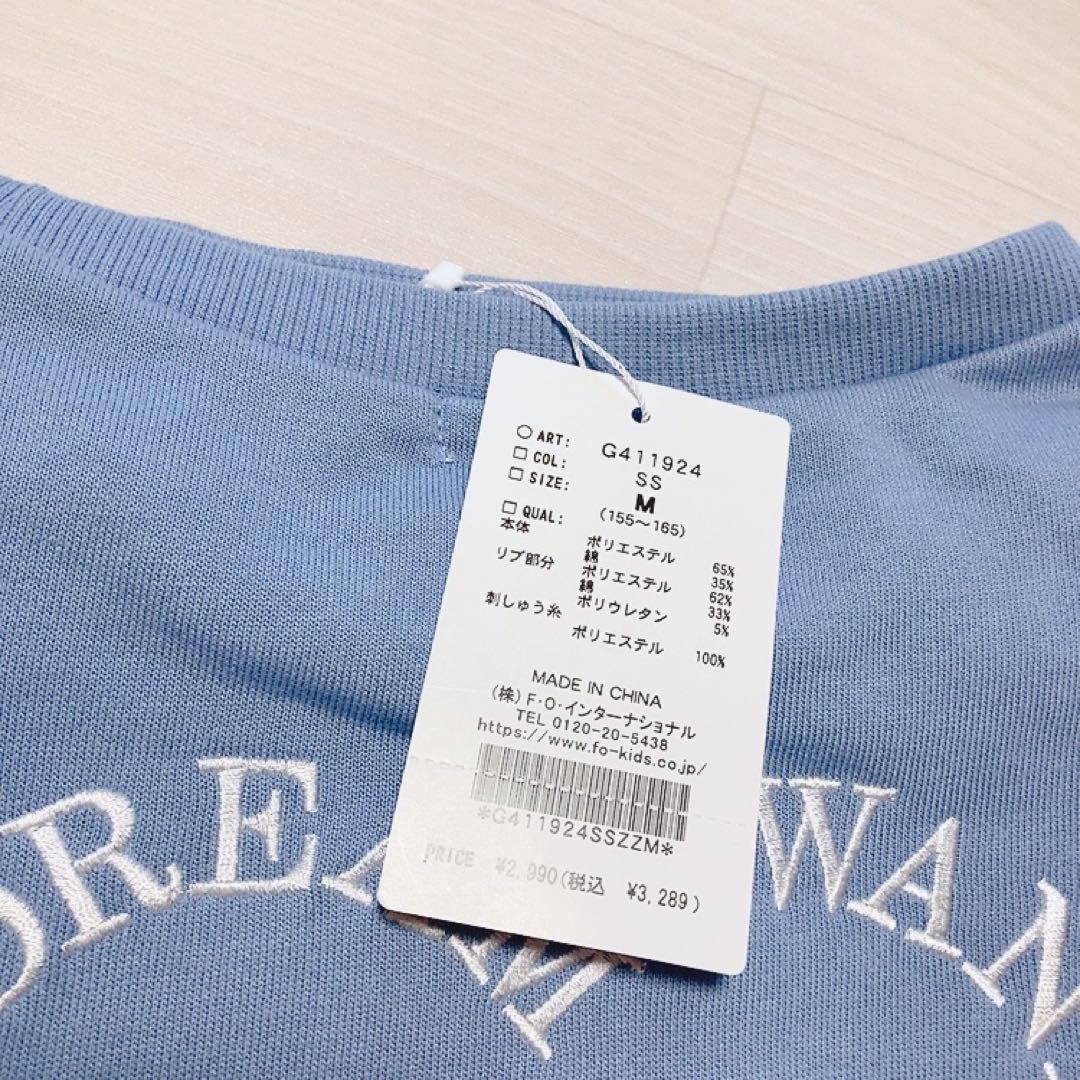 ART: G411924
COL: SS
SIZE: M
(155〜165)
QUAL:
本体 ポリエステル 65%
綿 35%
リブ部分 ポリエステル 62%
綿 33%
ポリウレタン 5%
刺しゅう糸
ポリエステル 100%
MADE IN CHINA
(株)F・O・インターナショナル
TEL 0120-20-5438
https://www.fo-kids.co.jp/
*G411924SSZZM*
PRICE ¥2,990(税込 ¥3,289)
DREAM WAN